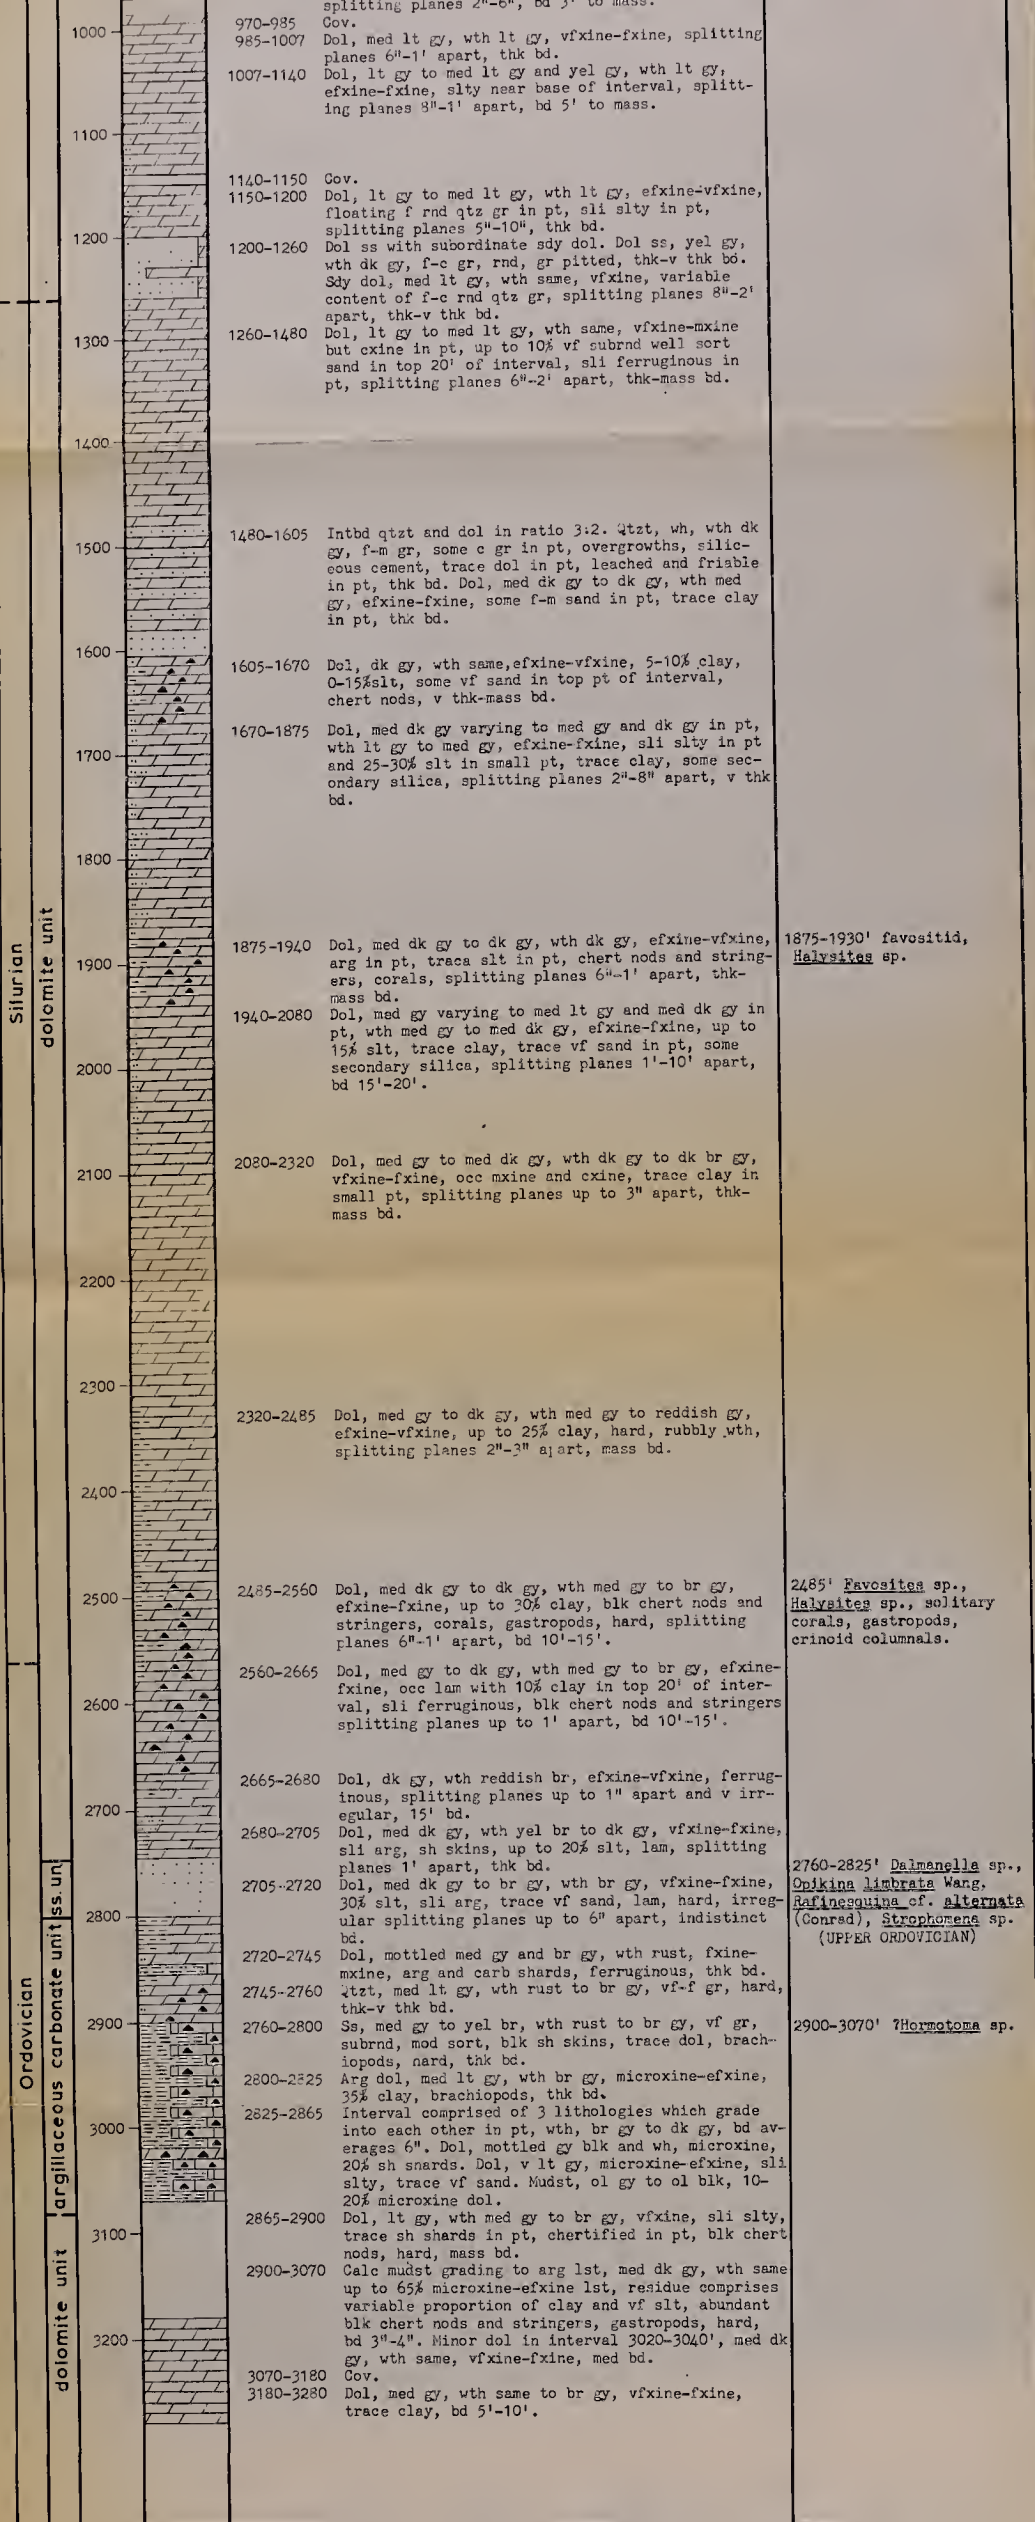 splitting planes 2"-6", bd 3' to mass.
970-985 Cov.
985-1007 Dol, med lt gy, wth lt gy, vfxine-fxine, splitting
planes 6"-1' apart, thk bd.
1007-1140 Dol, lt gy to med lt gy and yel gy, wth lt gy,
efxine-fxine, slty near base of interval, splitt-
ing planes 8"-1' apart, bd 5' to mass.
1140-1150 Cov.
1150-1200 Dol, lt gy to med lt gy, wth lt gy, efxine-vfxine,
floating f rnd qtz gr in pt, sli slty in pt,
splitting planes 5"-10", thk bd.
1200-1260 Dol ss with subordinate sdy dol. Dol ss, yel gy,
wth dk gy, f-c gr, rnd, gr pitted, thk-v thk bd.
Sdy dol, med lt gy, wth same, vfxine, variable
content of f-c rnd qtz gr, splitting planes 8"-2'
apart, thk-v thk bd.
1260-1480 Dol, lt gy to med lt gy, wth same, vfxine-mxine
but cxine in pt, up to 10% vf subrnd well sort
sand in top 20' of interval, sli ferruginous in
pt, splitting planes 6"-2' apart, thk-mass bd.
1480-1605 Intbd qtzt and dol in ratio 3:2. Qtzt, wh, wth dk
gy, f-m gr, some c gr in pt, overgrowths, silic-
eous cement, trace dol in pt, leached and friable
in pt, thk bd. Dol, med dk gy to dk gy, wth med
gy, efxine-fxine, some f-m sand in pt, trace clay
in pt, thk bd.
1605-1670 Dol, dk gy, wth same,efxine-vfxine, 5-10% clay,
0-15%slt, some vf sand in top pt of interval,
chert nods, v thk-mass bd.
1670-1875 Dol, med dk gy varying to med gy and dk gy in pt,
wth lt gy to med gy, efxine-fxine, sli slty in pt
and 25-30% slt in small pt, trace clay, some sec-
ondary silica, splitting planes 2"-8" apart, v thk
bd.
1875-1940 Dol, med dk gy to dk gy, wth dk gy, efxine-vfxine,
arg in pt, traca slt in pt, chert nods and string-
ers, corals, splitting planes 6"-1' apart, thk-
mass bd.
1940-2080 Dol, med gy varying to med lt gy and med dk gy in
pt, wth med gy to med dk gy, efxine-fxine, up to
15% slt, trace clay, trace vf sand in pt, some
secondary silica, splitting planes 1'-10' apart,
bd 15'-20'.
2080-2320 Dol, med gy to med dk gy, wth dk gy to dk br gy,
vfxine-fxine, occ mxine and cxine, trace clay in
small pt, splitting planes up to 3" apart, thk-
mass bd.
2320-2485 Dol, med gy to dk gy, wth med gy to reddish gy,
efxine-vfxine, up to 25% clay, hard, rubbly wth,
splitting planes 2"-3" apart, mass bd.
2485-2560 Dol, med dk gy to dk gy, wth med gy to br gy,
efxine-fxine, up to 30% clay, blk chert nods and
stringers, corals, gastropods, hard, splitting
planes 6"-1' apart, bd 10'-15'.
2560-2665 Dol, med gy to dk gy, wth med gy to br gy, efxine-
fxine, occ lam with 10% clay in top 20' of inter-
val, sli ferruginous, blk chert nods and stringers
splitting planes up to 1' apart, bd 10'-15'.
2665-2680 Dol, dk gy, wth reddish br, efxine-vfxine, ferrug-
inous, splitting planes up to 1" apart and v irr-
egular, 15' bd.
2680-2705 Dol, med dk gy, wth yel br to dk gy, vfxine-fxine,
sli arg, sh skins, up to 20% slt, lam, splitting
planes 1' apart, thk bd.
2705-2720 Dol, med dk gy to br gy, wth br gy, vfxine-fxine,
30% slt, sli arg, trace vf sand, lam, hard, irreg-
ular splitting planes up to 6" apart, indistinct
bd.
2720-2745 Dol, mottled med gy and br gy, wth rust, fxine-
mxine, arg and carb shards, ferruginous, thk bd.
2745-2760 Qtzt, med lt gy, wth rust to br gy, vf-f gr, hard,
thk-v thk bd.
2760-2800 Ss, med gy to yel br, wth rust to br gy, vf gr,
subrnd, mod sort, blk sh skins, trace dol, brach-
iopods, hard, thk bd.
2800-2825 Arg dol, med lt gy, wth br gy, microxine-efxine,
35% clay, brachiopods, thk bd.
2825-2865 Interval comprised of 3 lithologies which grade
into each other in pt, wth, br gy to dk gy, bd av-
erages 6". Dol, mottled gy blk and wh, microxine,
20% sh snards. Dol, v lt gy, microxine-efxine, sli
slty, trace vf sand. Mudst, ol gy to ol blk, 10-
20% microxine dol.
2865-2900 Dol, lt gy, wth med gy to br gy, vfxine, sli slty,
trace sh shards in pt, chertified in pt, blk chert
nods, hard, mass bd.
2900-3070 Calc mudst grading to arg lst, med dk gy, wth same
up to 65% microxine-efxine lst, residue comprises
variable proportion of clay and vf slt, abundant
blk chert nods and stringers, gastropods, hard,
bd 3"-4". Minor dol in interval 3020-3040', med dk
gy, wth same, vfxine-fxine, med bd.
3070-3180 Cov.
3180-3280 Dol, med gy, wth same to br gy, vfxine-fxine,
trace clay, bd 5'-10'.
1875-1930' favositid,
Halysites sp.
2485' Favosites sp.,
Halysites sp., solitary
corals, gastropods,
crinoid columnals.
2760-2825' Dalmanella sp.,
Opikina limbrata Wang,
Rafinesquina cf. alternata
(Conrad), Strophomena sp.
(UPPER ORDOVICIAN)
2900-3070' ?Hormotoma sp.
1000
1100
1200
1300
1400
1500
1600
1700
1800
1900
2000
2100
2200
2300
2400
2500
2600
2700
2800
2900
3000
3100
3200
Silurian
dolomite unit
Ordovician
ss. un
argillaceous carbonate unit
dolomite unit